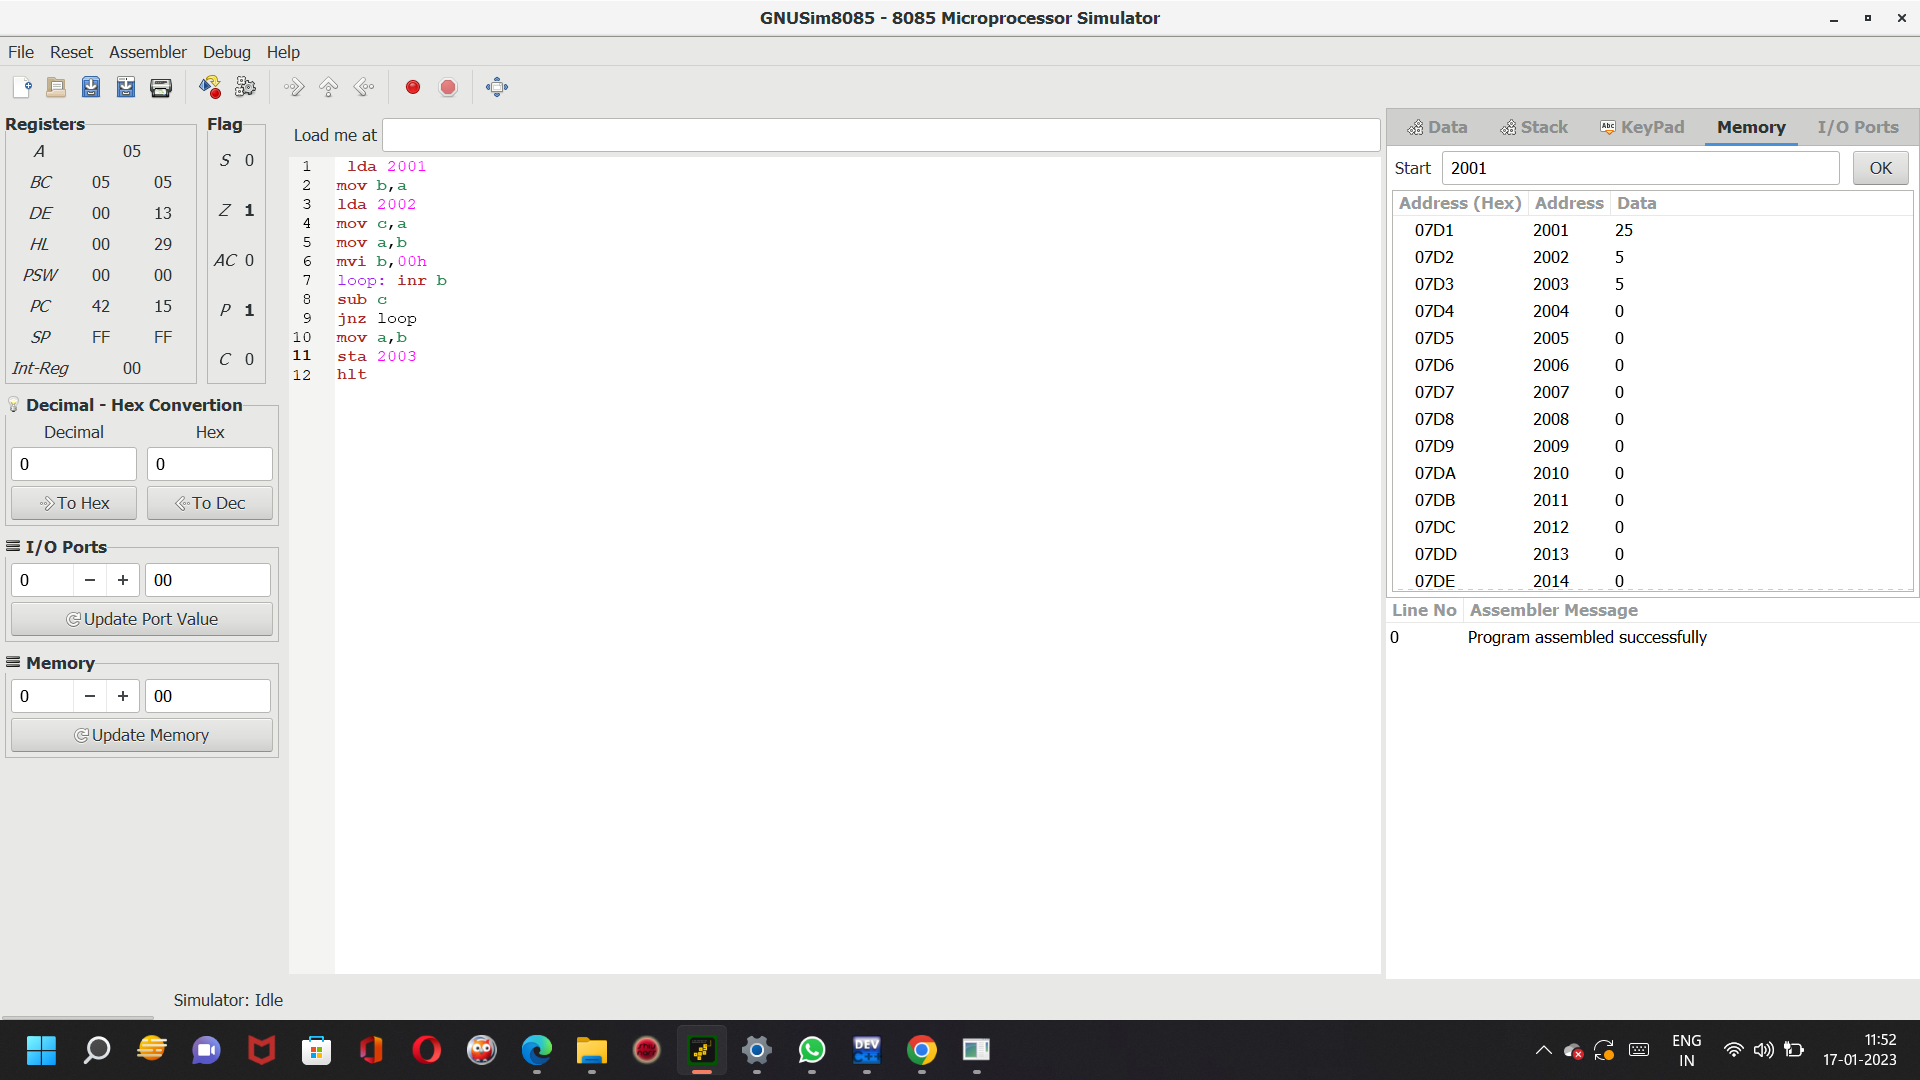 GNUSim8085 - 8085 Microprocessor Simulator
File Reset Assembler Debug Help
Registers
A 05
BC 05 05
DE 00 13
HL 00 29
PSW 00 00
PC 42 15
SP FF FF
Int-Reg 00
Flag
S 0
Z 1
AC 0
P 1
C 0
Decimal - Hex Convertion
Decimal Hex
0 0
To Hex To Dec
I/O Ports
0 − + 00
Update Port Value
Memory
0 − + 00
Update Memory
Load me at
1 lda 2001
2 mov b,a
3 lda 2002
4 mov c,a
5 mov a,b
6 mvi b,00h
7 loop: inr b
8 sub c
9 jnz loop
10 mov a,b
11 sta 2003
12 hlt
Data Stack Abc KeyPad Memory I/O Ports
Start 2001 OK
Address (Hex) Address Data
07D1 2001 25
07D2 2002 5
07D3 2003 5
07D4 2004 0
07D5 2005 0
07D6 2006 0
07D7 2007 0
07D8 2008 0
07D9 2009 0
07DA 2010 0
07DB 2011 0
07DC 2012 0
07DD 2013 0
07DE 2014 0
Line No Assembler Message
0 Program assembled successfully
Simulator: Idle
DEV C++
ENG
IN
11:52
17-01-2023